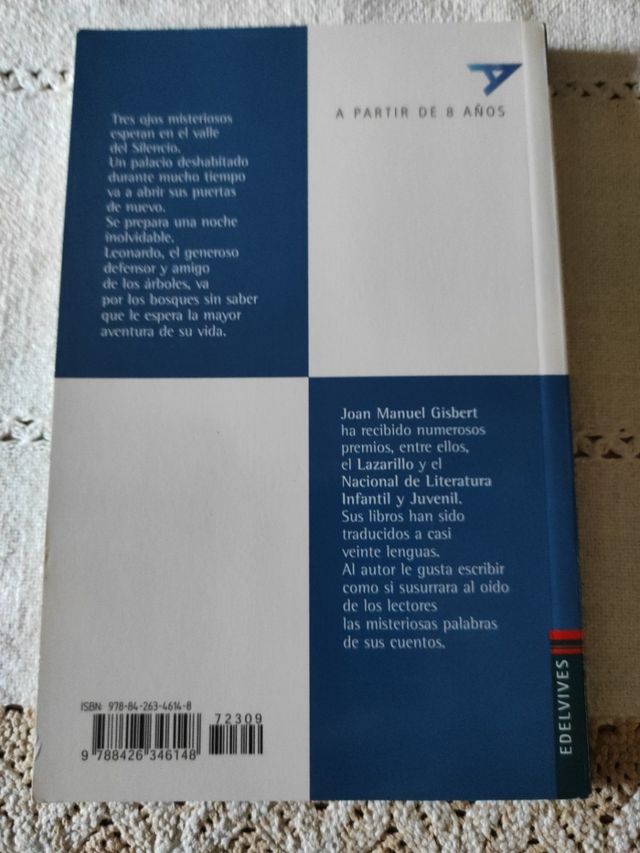 Tres ojos misteriosos
esperan en el valle
del Silencio.
Un palacio deshabitado
durante mucho tiempo
va a abrir sus puertas
de nuevo.
Se prepara una noche
inolvidable.
Leonardo, el generoso
defensor y amigo
de los árboles, va
por los bosques sin saber
que le espera la mayor
aventura de su vida.
A PARTIR DE 8 AÑOS
Joan Manuel Gisbert
ha recibido numerosos
premios, entre ellos,
el Lazarillo y el
Nacional de Literatura
Infantil y Juvenil.
Sus libros han sido
traducidos a casi
veinte lenguas.
Al autor le gusta escribir
como si susurrara al oido
de los lectores
las misteriosas palabras
de sus cuentos.
ISBN: 978-84-263-4614-8
72309
9 788426 346148
EDELVIVES